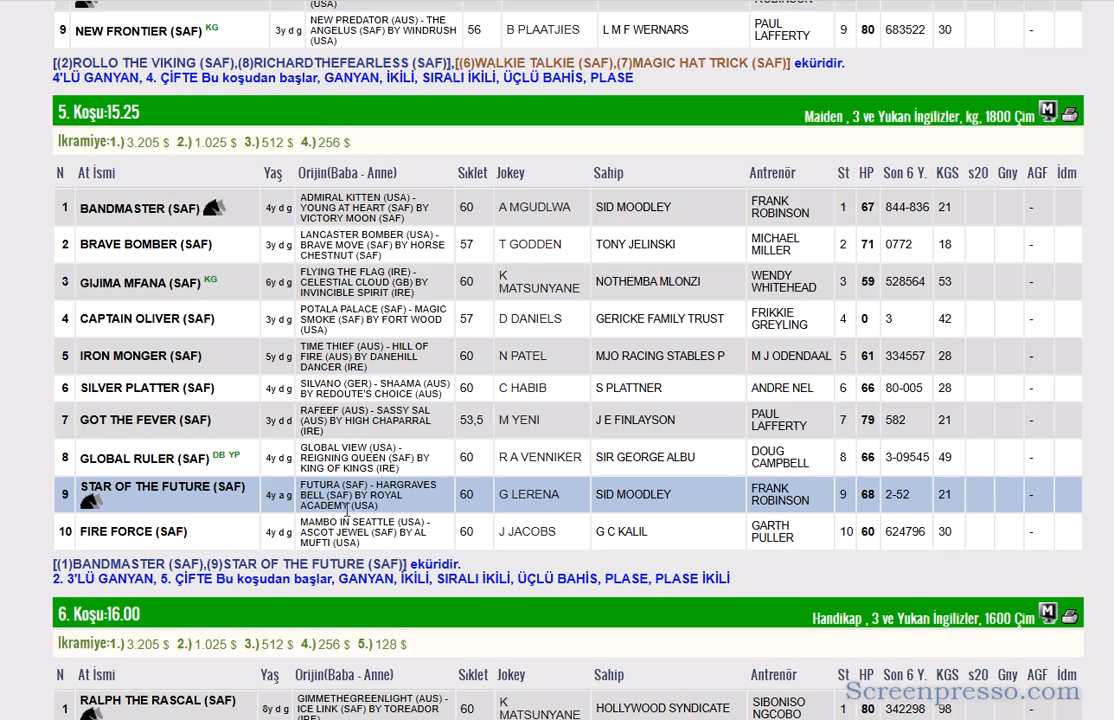 (USA)
9 NEW FRONTIER (SAF) KG 3y d g NEW PREDATOR (AUS) - THE ANGELUS (SAF) BY WINDRUSH (USA) 56 B PLAATJIES L M F WERNARS PAUL LAFFERTY 9 80 683522 30 -
[(2)ROLLO THE VIKING (SAF),(8)RICHARDTHEFEARLESS (SAF)],[(6)WALKIE TALKIE (SAF),(7)MAGIC HAT TRICK (SAF)] eküridir.
4'LÜ GANYAN, 4. ÇİFTE Bu koşudan başlar, GANYAN, İKİLİ, SIRALI İKİLİ, ÜÇLÜ BAHİS, PLASE
5. Koşu:15.25 Maiden , 3 ve Yukarı İngilizler, kg, 1800 Çim
İkramiye:1.) 3.205 $ 2.) 1.025 $ 3.) 512 $ 4.) 256 $
N At İsmi Yaş Orijin(Baba - Anne) Sıklet Jokey Sahip Antrenör St HP Son 6 Y. KGS s20 Gny AGF İdm
1 BANDMASTER (SAF) 4y d g ADMIRAL KITTEN (USA) - YOUNG AT HEART (SAF) BY VICTORY MOON (SAF) 60 A MGUDLWA SID MOODLEY FRANK ROBINSON 1 67 844-836 21 -
2 BRAVE BOMBER (SAF) 3y d g LANCASTER BOMBER (USA) - BRAVE MOVE (SAF) BY HORSE CHESTNUT (SAF) 57 T GODDEN TONY JELINSKI MICHAEL MILLER 2 71 0772 18 -
3 GIJIMA MFANA (SAF) KG 6y d g FLYING THE FLAG (IRE) - CELESTIAL CLOUD (GB) BY INVINCIBLE SPIRIT (IRE) 60 K MATSUNYANE NOTHEMBA MLONZI WENDY WHITEHEAD 3 59 528564 53 -
4 CAPTAIN OLIVER (SAF) 3y d g POTALA PALACE (SAF) - MAGIC SMOKE (SAF) BY FORT WOOD (USA) 57 D DANIELS GERICKE FAMILY TRUST FRIKKIE GREYLING 4 0 3 42 -
5 IRON MONGER (SAF) 5y d g TIME THIEF (AUS) - HILL OF FIRE (AUS) BY DANEHILL DANCER (IRE) 60 N PATEL MJO RACING STABLES P M J ODENDAAL 5 61 334557 28 -
6 SILVER PLATTER (SAF) 4y d g SILVANO (GER) - SHAAMA (AUS) BY REDOUTE'S CHOICE (AUS) 60 C HABIB S PLATTNER ANDRE NEL 6 66 80-005 28 -
7 GOT THE FEVER (SAF) 3y d d RAFEEF (AUS) - SASSY SAL (AUS) BY HIGH CHAPARRAL (IRE) 53,5 M YENI J E FINLAYSON PAUL LAFFERTY 7 79 582 21 -
8 GLOBAL RULER (SAF) DB YP 4y d g GLOBAL VIEW (USA) - REIGNING QUEEN (SAF) BY KING OF KINGS (IRE) 60 R A VENNIKER SIR GEORGE ALBU DOUG CAMPBELL 8 66 3-09545 49 -
9 STAR OF THE FUTURE (SAF) 4y a g FUTURA (SAF) - HARGRAVES BELL (SAF) BY ROYAL ACADEMY (USA) 60 G LERENA SID MOODLEY FRANK ROBINSON 9 68 2-52 21 -
10 FIRE FORCE (SAF) 4y d g MAMBO IN SEATTLE (USA) - ASCOT JEWEL (SAF) BY AL MUFTI (USA) 60 J JACOBS G C KALIL GARTH PULLER 10 60 624796 30 -
[(1)BANDMASTER (SAF),(9)STAR OF THE FUTURE (SAF)] eküridir.
2. 3'LÜ GANYAN, 5. ÇİFTE Bu koşudan başlar, GANYAN, İKİLİ, SIRALI İKİLİ, ÜÇLÜ BAHİS, PLASE, PLASE İKİLİ
6. Koşu:16.00 Handikap , 3 ve Yukarı İngilizler, 1600 Çim
İkramiye:1.) 3.205 $ 2.) 1.025 $ 3.) 512 $ 4.) 256 $ 5.) 128 $
N At İsmi Yaş Orijin(Baba - Anne) Sıklet Jokey Sahip Antrenör St HP Son 6 Y. KGS s20 Gny AGF İdm
1 RALPH THE RASCAL (SAF) 8y d g GIMMETHEGREENLIGHT (AUS) - ICE LINK (SAF) BY TOREADOR (IRE) 60 K MATSUNYANE HOLLYWOOD SYNDICATE SIBONISO NGCOBO 1 80 342298 98 -
Screenpresso.com